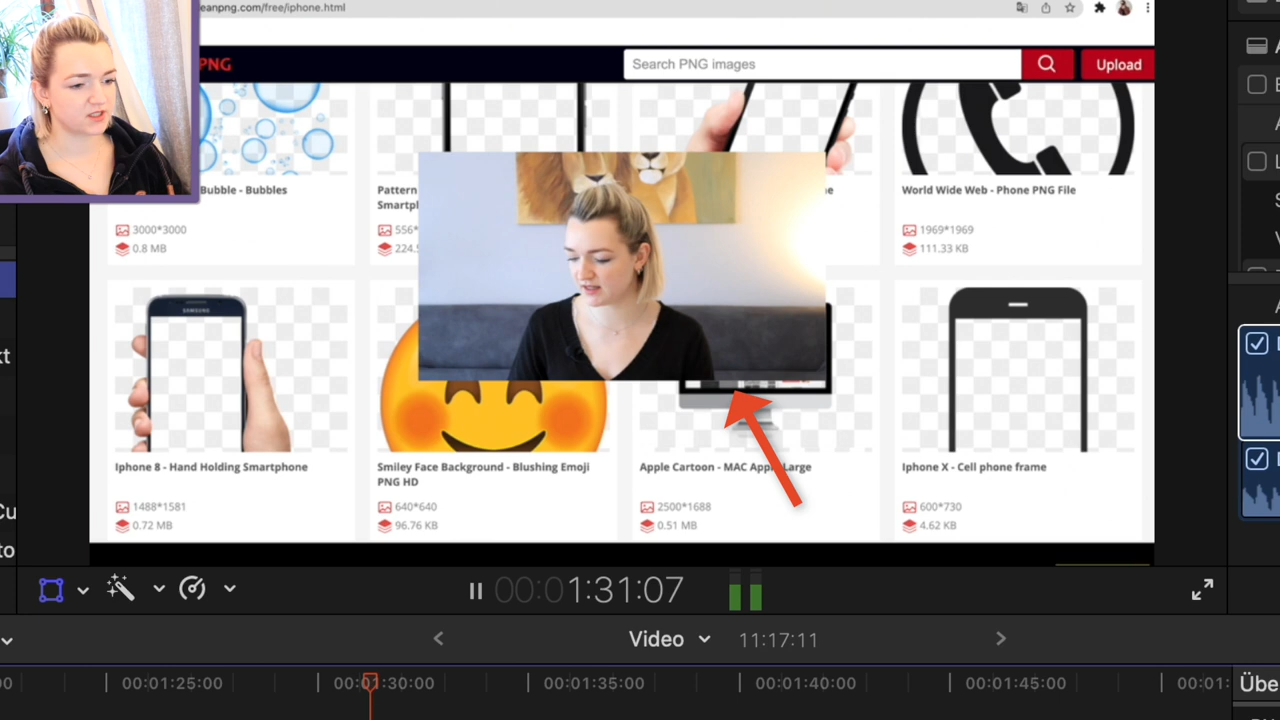 eanpng.com/free/iphone.html
PNG
Search PNG images
Upload
Bubble - Bubbles
3000*3000
0.8 MB
Pattern
Smartpl
556*
224.
World Wide Web - Phone PNG File
1969*1969
111.33 KB
SAMSUNG
Iphone 8 - Hand Holding Smartphone
1488*1581
0.72 MB
Smiley Face Background - Blushing Emoji
PNG HD
640*640
96.76 KB
Apple Cartoon - MAC Apple Large
2500*1688
0.51 MB
Iphone X - Cell phone frame
600*730
4.62 KB
kt
Cu
to
00:01:31:07
Video
11:17:11
00:01:25:00
00:01:30:00
00:01:35:00
00:01:40:00
00:01:45:00
00:01:
Übe